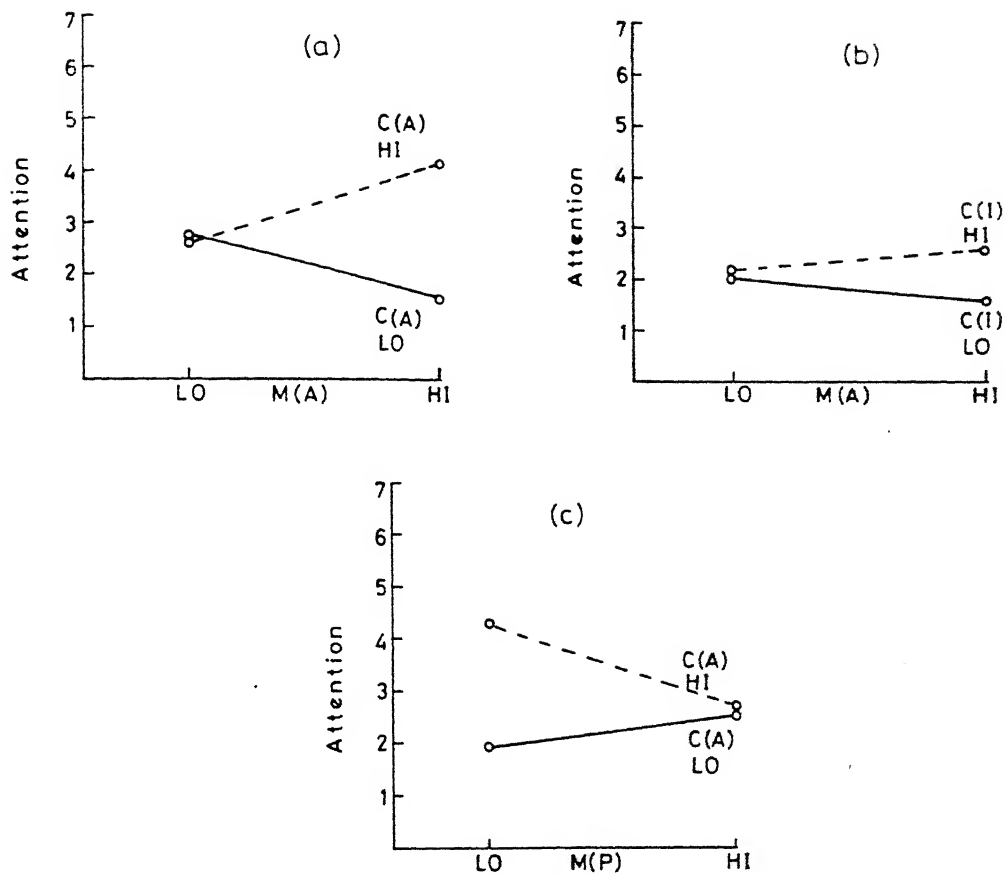 (a)
7
6
5
4
3
2
1
Attention
C(A)
HI
C(A)
LO
LO M(A) HI
(b)
7
6
5
4
3
2
1
Attention
C(I)
HI
C(I)
LO
LO M(A) HI
(c)
7
6
5
4
3
2
1
Attention
C(A)
HI
C(A)
LO
LO M(P) HI